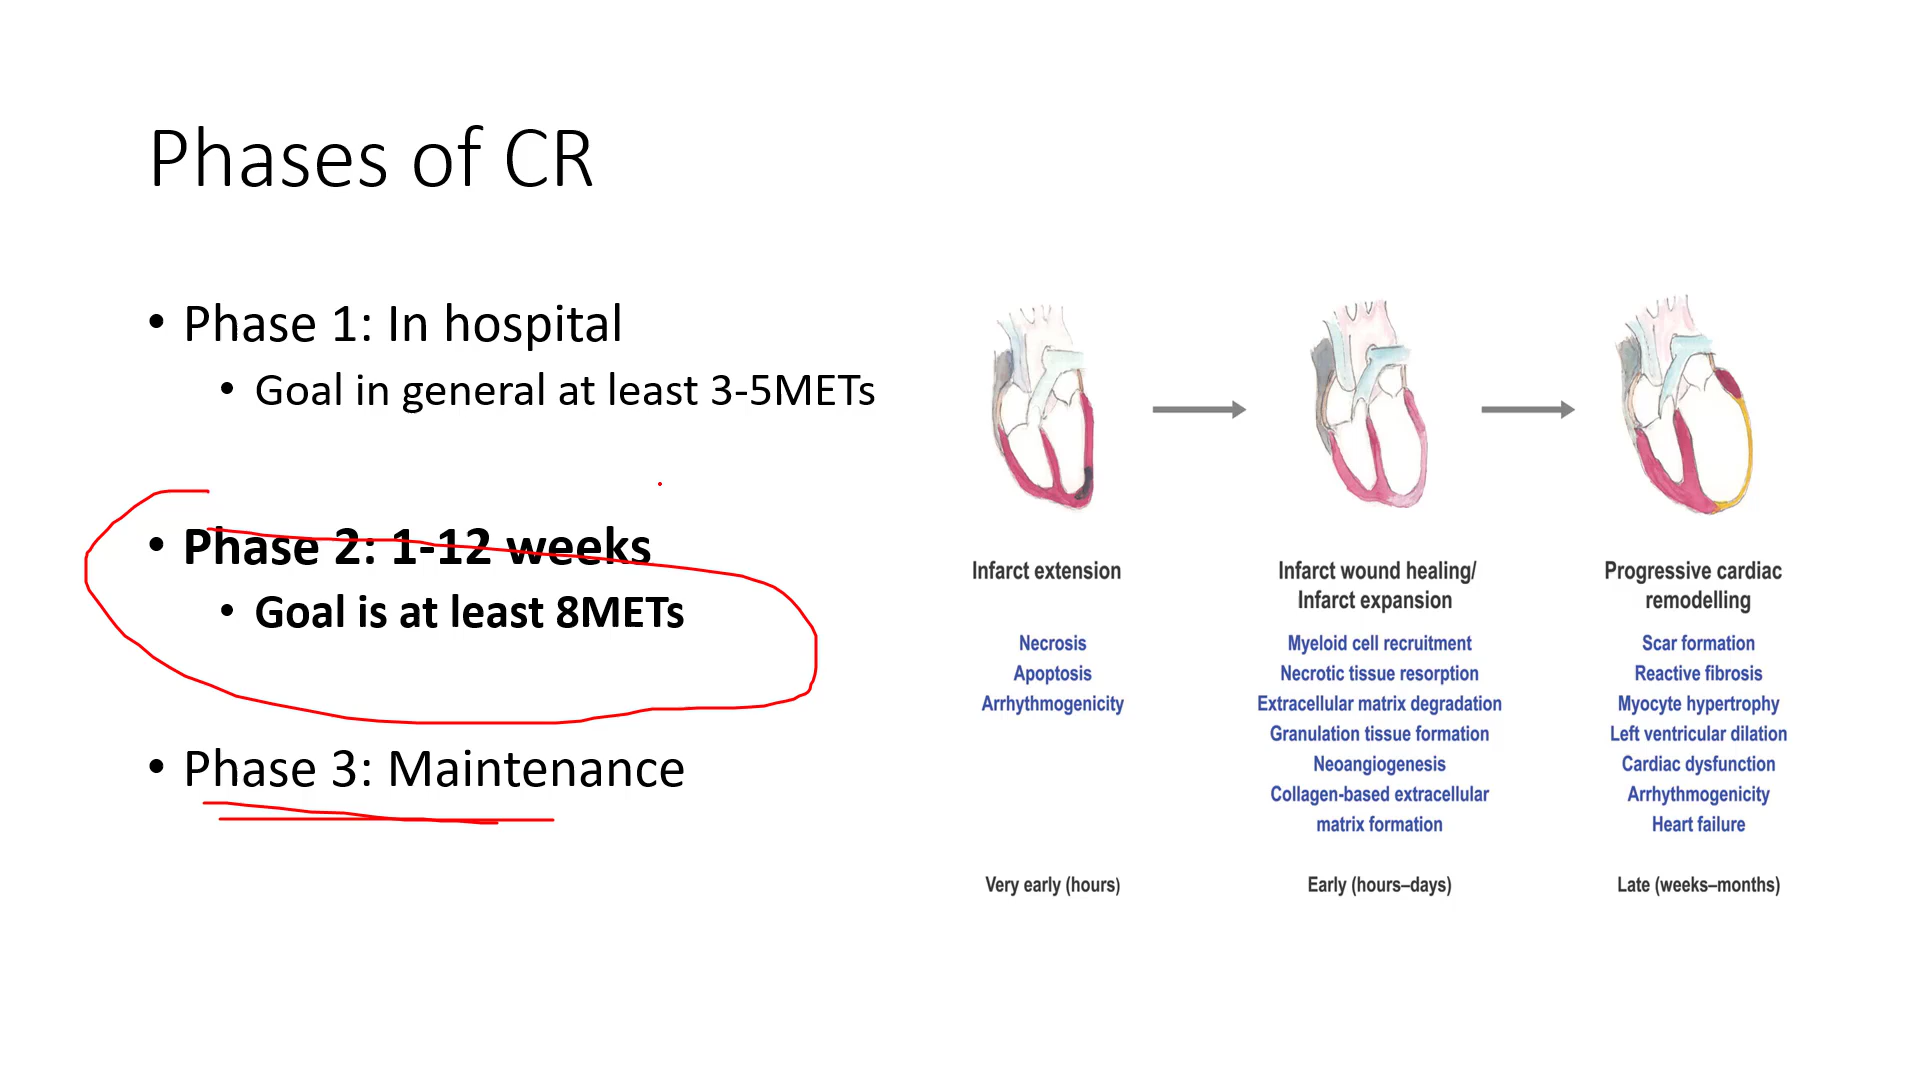 Phases of CR
• Phase 1: In hospital
• Goal in general at least 3-5METs
• Phase 2: 1-12 weeks
• Goal is at least 8METs
• Phase 3: Maintenance
Infarct extension
Necrosis
Apoptosis
Arrhythmogenicity
Very early (hours)
Infarct wound healing/
Infarct expansion
Myeloid cell recruitment
Necrotic tissue resorption
Extracellular matrix degradation
Granulation tissue formation
Neoangiogenesis
Collagen-based extracellular
matrix formation
Early (hours–days)
Progressive cardiac
remodelling
Scar formation
Reactive fibrosis
Myocyte hypertrophy
Left ventricular dilation
Cardiac dysfunction
Arrhythmogenicity
Heart failure
Late (weeks–months)